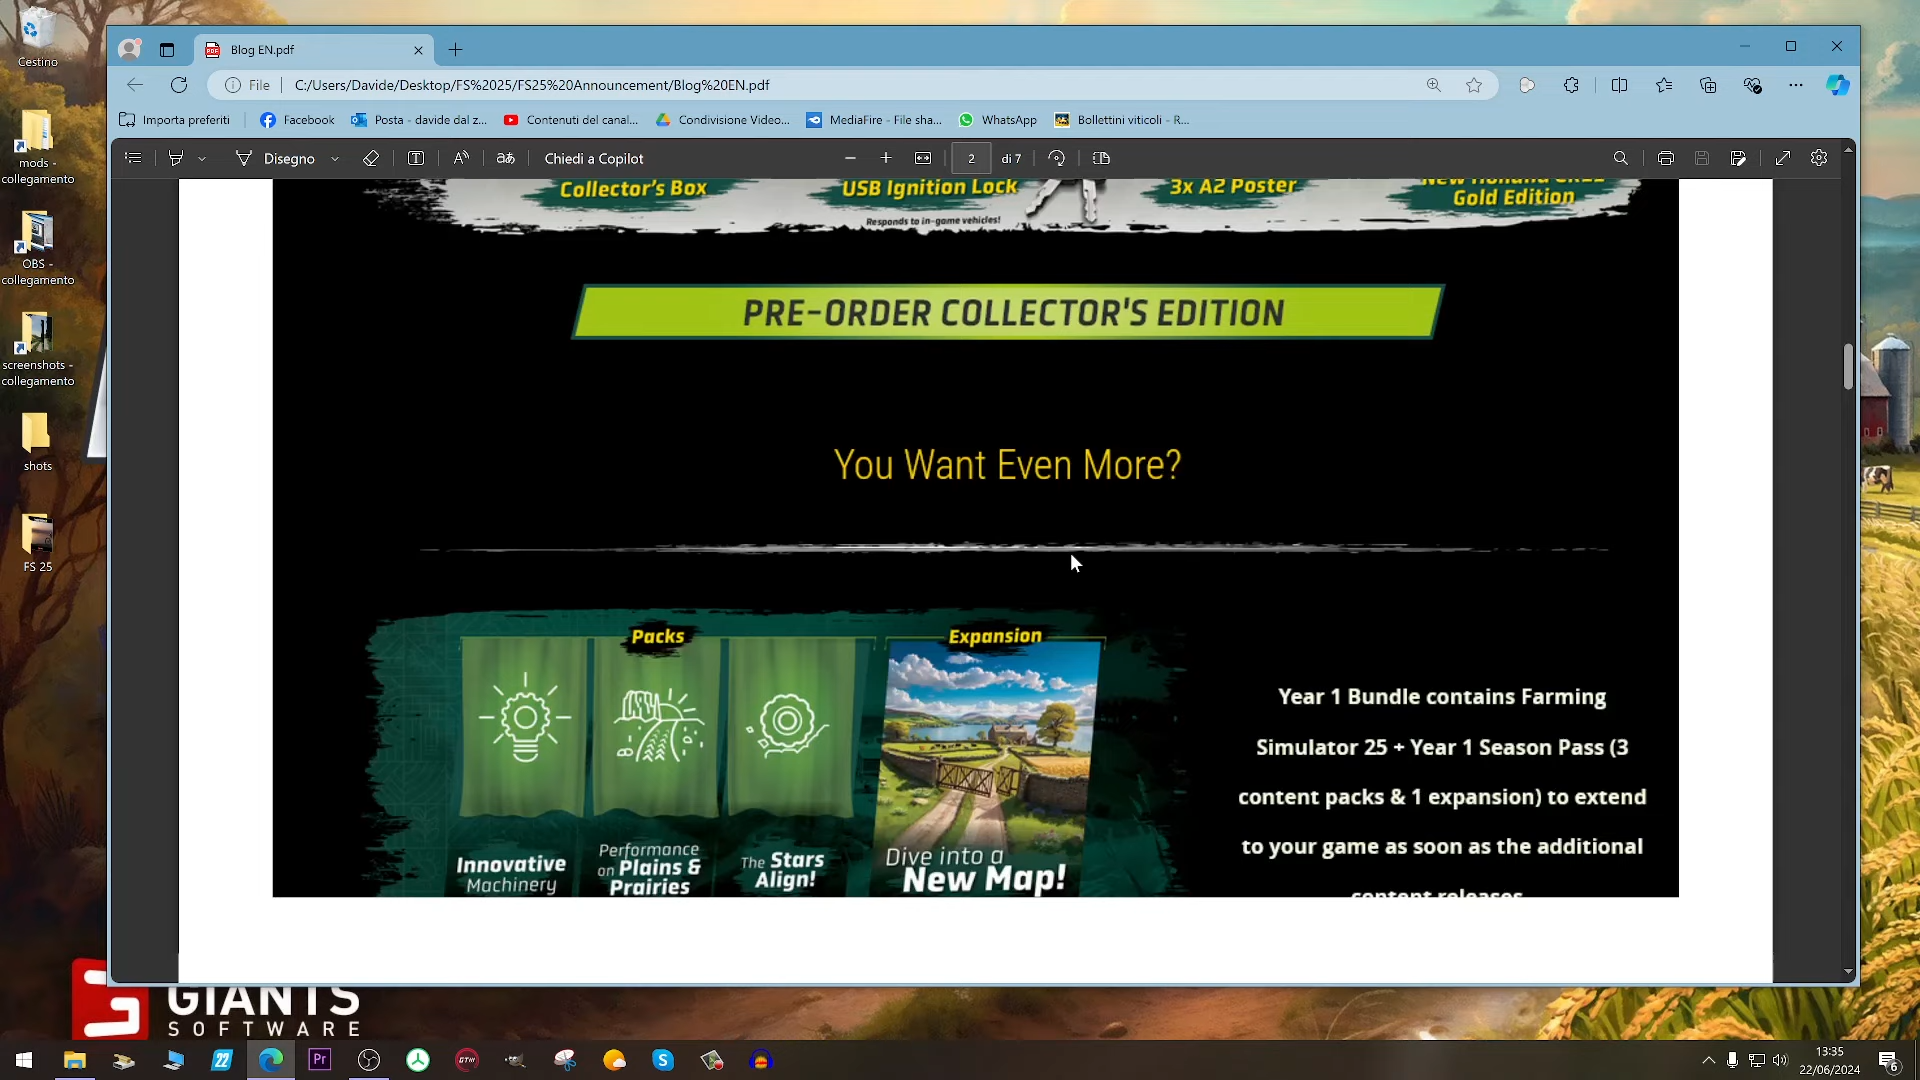 Cestino
mods -
collegamento
OBS -
collegamento
screenshots -
collegamento
shots
FS 25
Blog EN.pdf
File
C:/Users/Davide/Desktop/FS%2025/FS25%20Announcement/Blog%20EN.pdf
Importa preferiti
Facebook
Posta - davide dal z...
Contenuti del canal...
Condivisione Video...
MediaFire - File sha...
WhatsApp
Bollettini viticoli - R...
Disegno
Chiedi a Copilot
2 di 7
Collector's Box
USB Ignition Lock
Responds to in-game vehicles!
3x A2 Poster
Gold Edition
PRE-ORDER COLLECTOR'S EDITION
You Want Even More?
Packs
Expansion
Innovative
Machinery
Performance
on Plains &
Prairies
The Stars
Align!
Dive into a
New Map!
Year 1 Bundle contains Farming
Simulator 25 + Year 1 Season Pass (3
content packs & 1 expansion) to extend
to your game as soon as the additional
content releases
GIANTS
SOFTWARE
22
Pr
GTW
13:35
22/06/2024
6